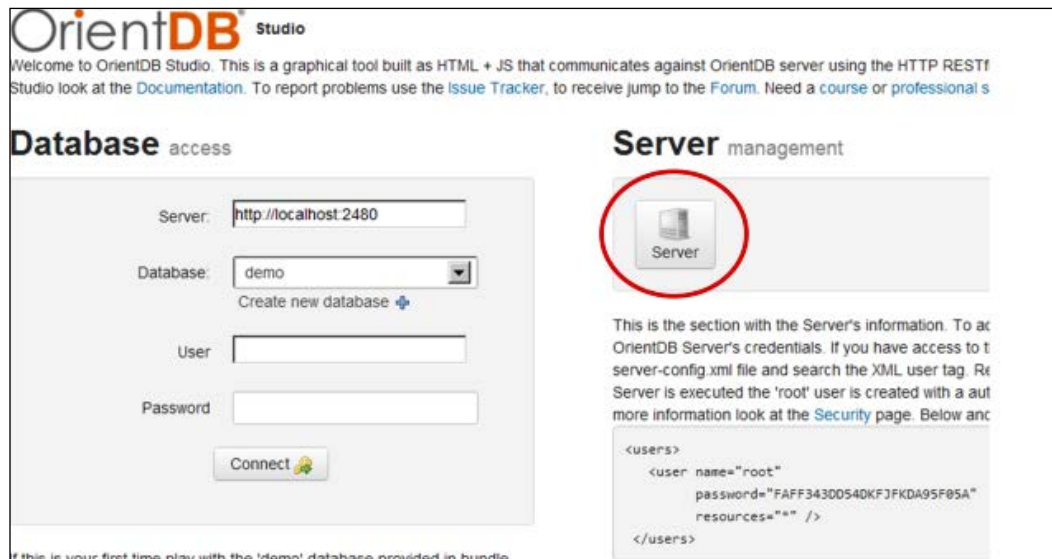 OrientDB Studio
Welcome to OrientDB Studio. This is a graphical tool built as HTML + JS that communicates against OrientDB server using the HTTP
Studio look at the Documentation. To report problems use the Issue Tracker, to receive jump to the Forum. Need a course or professional
Database access
Server:
http://localhost:2480
Database:
demo
Create new database
User
Password
Connect
If this is your first time play with the 'demo' database provided in bundle
Server management
Server
This is the section with the Server's information. To
OrientDB Server's credentials. If you have access to
server-config.xml file and search the XML user tag.
Server is executed the 'root' user is created with a
more information look at the Security page. Below
<users>
<user name="root"
password="FAFF343DD54DKFJFKDA95F05A"
resources="*" />
</users>